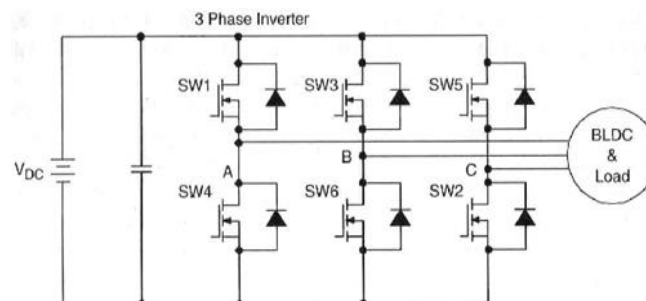 3 Phase Inverter
SW1
SW3
SW5
BLDC
&
Load
V_DC
A
B
C
SW4
SW6
SW2